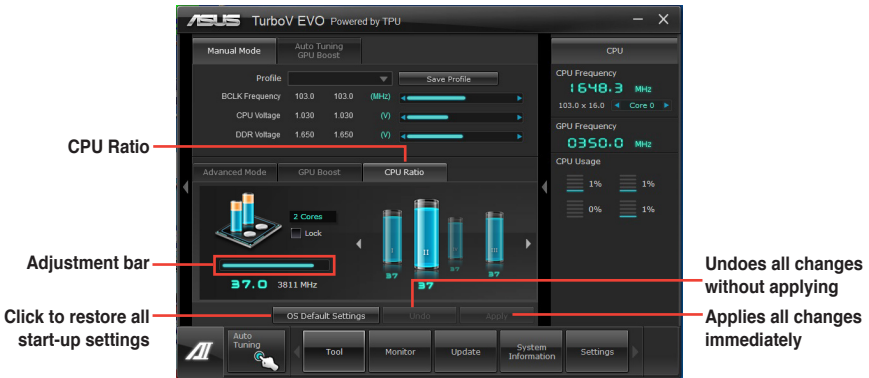 ASUS TurboV EVO Powered by TPU
Manual Mode
Auto Tuning
GPU Boost
CPU
Profile
Save Profile
BCLK Frequency 103.0 103.0 (MHz)
CPU Voltage 1.030 1.030 (V)
DDR Voltage 1.650 1.650 (V)
CPU Frequency
1648.3 MHz
103.0 x 16.0 Core 0
GPU Frequency
0350.0 MHz
CPU Usage
1% 1%
0% 1%
CPU Ratio
Advanced Mode
GPU Boost
CPU Ratio
2 Cores
Lock
I
II
III
37
37
37
37
Adjustment bar
37.0 3811 MHz
Undoes all changes
without applying
Click to restore all
start-up settings
OS Default Settings
Undo
Apply
Applies all changes
immediately
AI
Auto
Tuning
Tool
Monitor
Update
System
Information
Settings